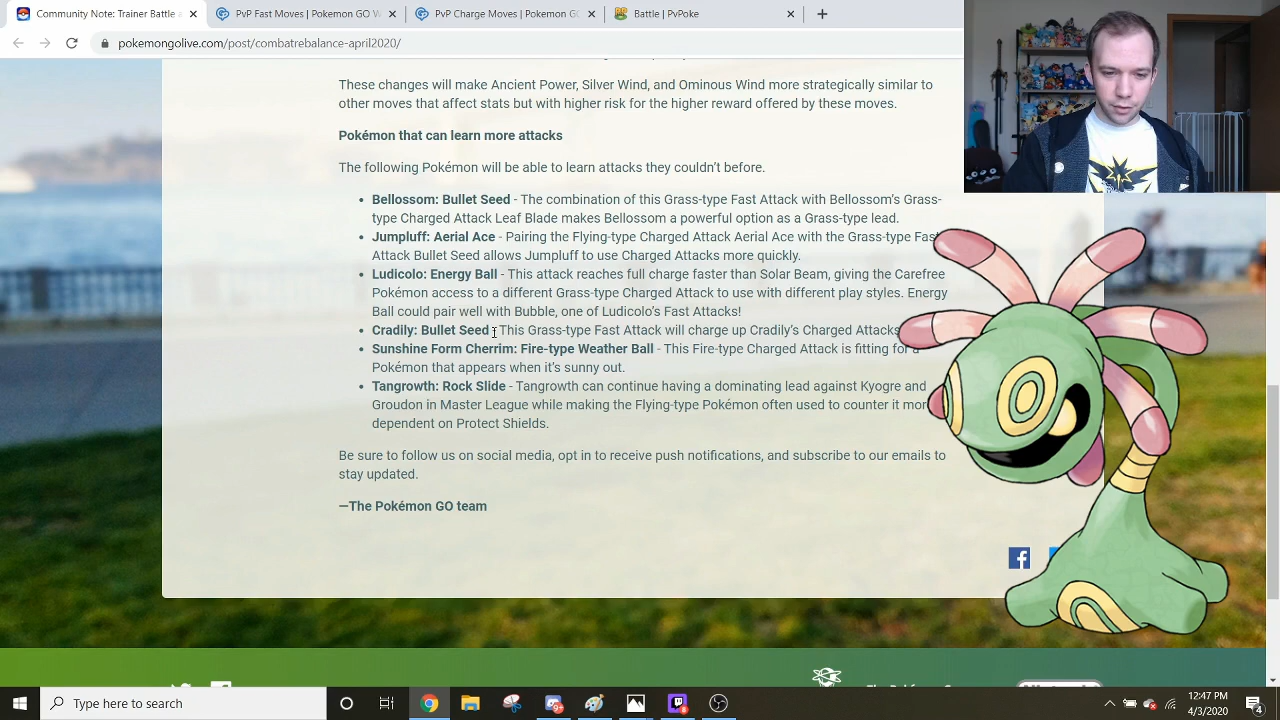 Trainer Battle :
PvP Fast Moves | Pokemon GO W
PvP Charge Moves | Pokemon GO
Battle | PvPoke
pokemongolive.com/post/combatrebalance-april2020/
These changes will make Ancient Power, Silver Wind, and Ominous Wind more strategically similar to
other moves that affect stats but with higher risk for the higher reward offered by these moves.
Pokémon that can learn more attacks
The following Pokémon will be able to learn attacks they couldn't before.
• Bellossom: Bullet Seed - The combination of this Grass-type Fast Attack with Bellossom's Grass-
type Charged Attack Leaf Blade makes Bellossom a powerful option as a Grass-type lead.
• Jumpluff: Aerial Ace - Pairing the Flying-type Charged Attack Aerial Ace with the Grass-type Fast
Attack Bullet Seed allows Jumpluff to use Charged Attacks more quickly.
• Ludicolo: Energy Ball - This attack reaches full charge faster than Solar Beam, giving the Carefree
Pokémon access to a different Grass-type Charged Attack to use with different play styles. Energy
Ball could pair well with Bubble, one of Ludicolo's Fast Attacks!
• Cradily: Bullet Seed - This Grass-type Fast Attack will charge up Cradily's Charged Attacks
• Sunshine Form Cherrim: Fire-type Weather Ball - This Fire-type Charged Attack is fitting for a
Pokémon that appears when it's sunny out.
• Tangrowth: Rock Slide - Tangrowth can continue having a dominating lead against Kyogre and
Groudon in Master League while making the Flying-type Pokémon often used to counter it more
dependent on Protect Shields.
Be sure to follow us on social media, opt in to receive push notifications, and subscribe to our emails to
stay updated.
—The Pokémon GO team
Type here to search
12:47 PM
4/3/2020